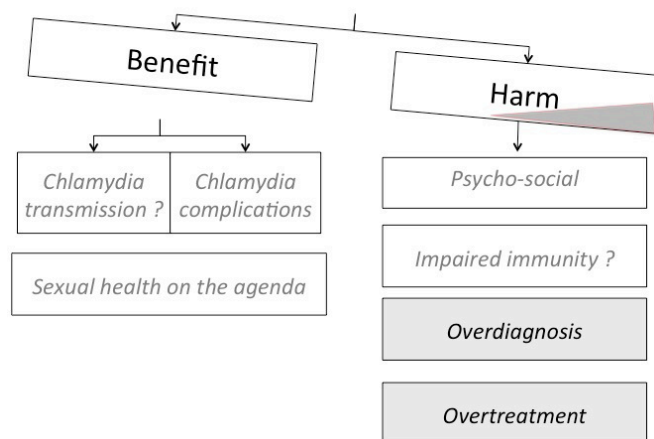 Benefit
Harm
Chlamydia
transmission ?
Chlamydia
complications
Sexual health on the agenda
Psycho-social
Impaired immunity ?
Overdiagnosis
Overtreatment